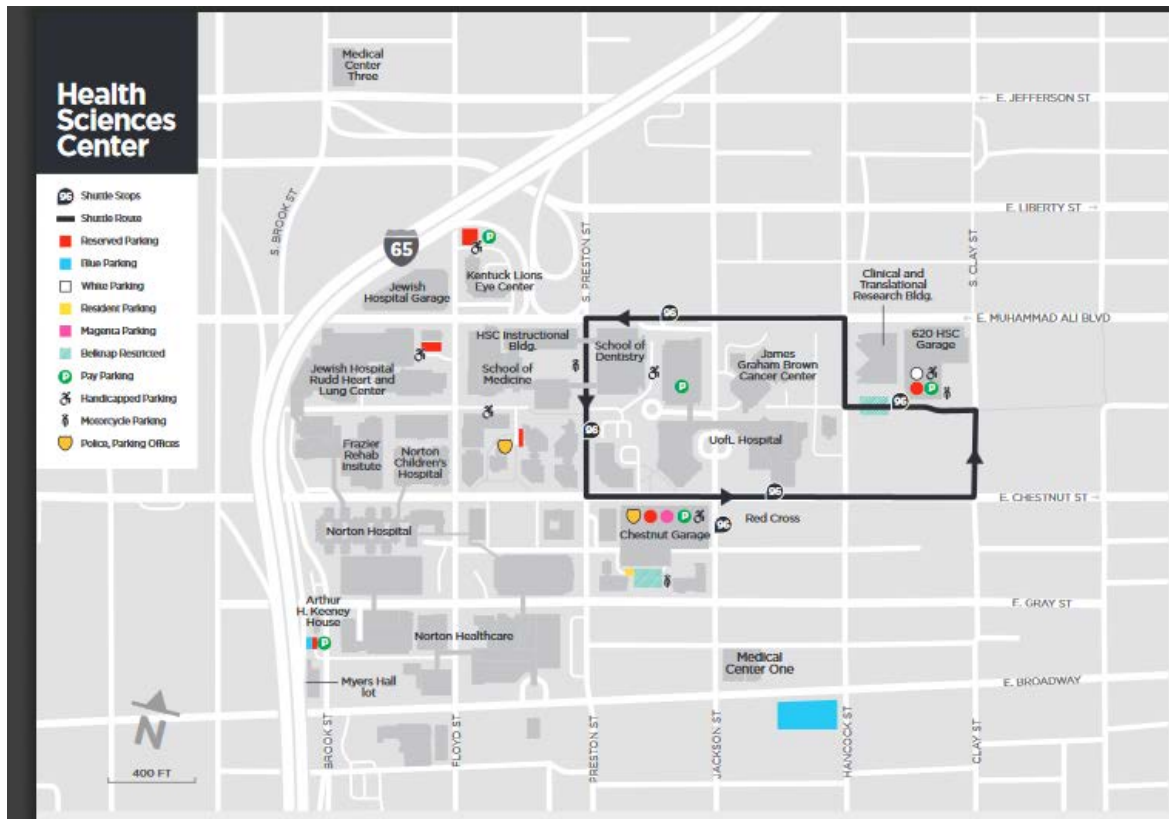 Health
Sciences
Center
96 Shuttle Stops
Shuttle Route
Reserved Parking
Blue Parking
White Parking
Resident Parking
Magenta Parking
Belknap Restricted
P Pay Parking
Handicapped Parking
Motorcycle Parking
Police, Parking Offices
Medical
Center
Three
← E. JEFFERSON ST
S. BROOK ST
E. LIBERTY ST →
65
P
S. PRESTON ST
S. CLAY ST
Kentuck Lions
Eye Center
Jewish
Hospital Garage
Clinical and
Translational
Research Bldg.
96
← E. MUHAMMAD ALI BLVD
HSC Instructional
Bldg.
School of
Medicine
School of
Dentistry
620 HSC
Garage
Jewish Hospital
Rudd Heart and
Lung Center
James
Graham Brown
Cancer Center
P
P
96
96
Frazier
Rehab
Insitute
Norton
Children's
Hospital
UofL Hospital
96
E. CHESTNUT ST →
Norton Hospital
P
96
Red Cross
Chestnut Garage
Arthur
H. Keeney
House
E. GRAY ST
P
Norton Healthcare
Medical
Center One
Myers Hall
lot
E. BROADWAY
N
400 FT
BROOK ST
FLOYD ST
PRESTON ST
JACKSON ST
HANCOCK ST
CLAY ST